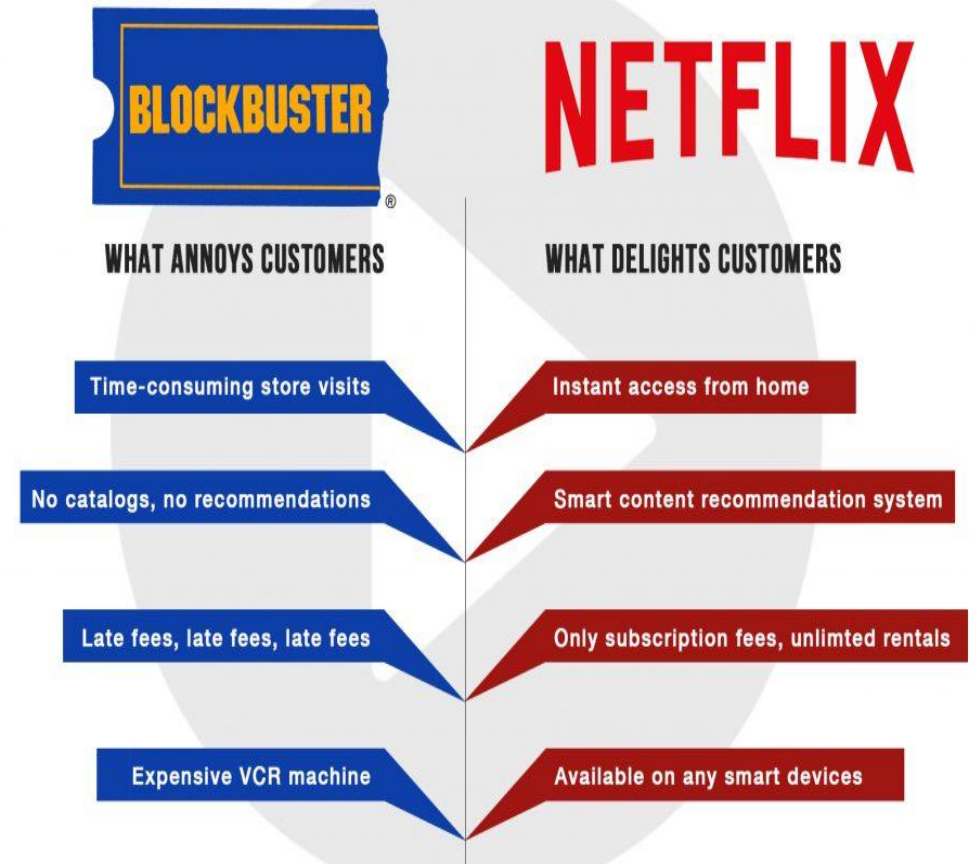 BLOCKBUSTER
®
NETFLIX
WHAT ANNOYS CUSTOMERS
WHAT DELIGHTS CUSTOMERS
Time-consuming store visits
Instant access from home
No catalogs, no recommendations
Smart content recommendation system
Late fees, late fees, late fees
Only subscription fees, unlimted rentals
Expensive VCR machine
Available on any smart devices